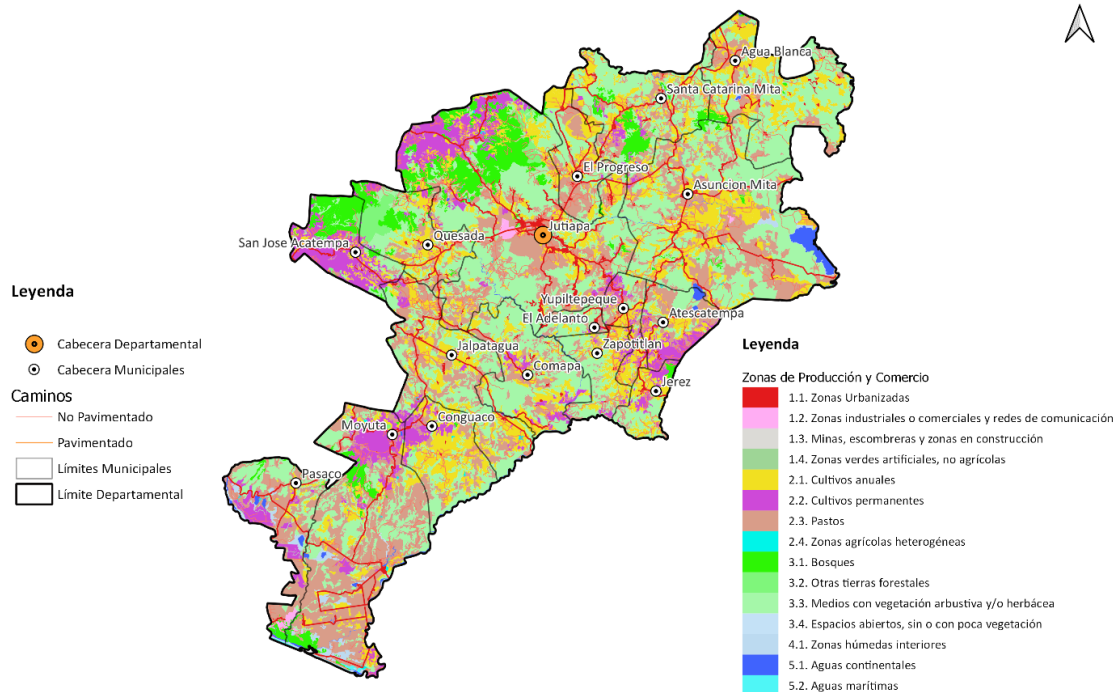 Agua Blanca
Santa Catarina Mita
El Progreso
Asuncion Mita
Jutiapa
Quesada
San Jose Acatempa
Yupiltepeque
El Adelanto
Atescatempa
Jalpatagua
Zapotitlan
Comapa
Jerez
Conguaco
Moyuta
Pasaco
Leyenda
Cabecera Departamental
Cabecera Municipales
Caminos
No Pavimentado
Pavimentado
Límites Municipales
Límite Departamental
Leyenda
Zonas de Producción y Comercio
1.1. Zonas Urbanizadas
1.2. Zonas industriales o comerciales y redes de comunicación
1.3. Minas, escombreras y zonas en construcción
1.4. Zonas verdes artificiales, no agrícolas
2.1. Cultivos anuales
2.2. Cultivos permanentes
2.3. Pastos
2.4. Zonas agrícolas heterogéneas
3.1. Bosques
3.2. Otras tierras forestales
3.3. Medios con vegetación arbustiva y/o herbácea
3.4. Espacios abiertos, sin o con poca vegetación
4.1. Zonas húmedas interiores
5.1. Aguas continentales
5.2. Aguas marítimas